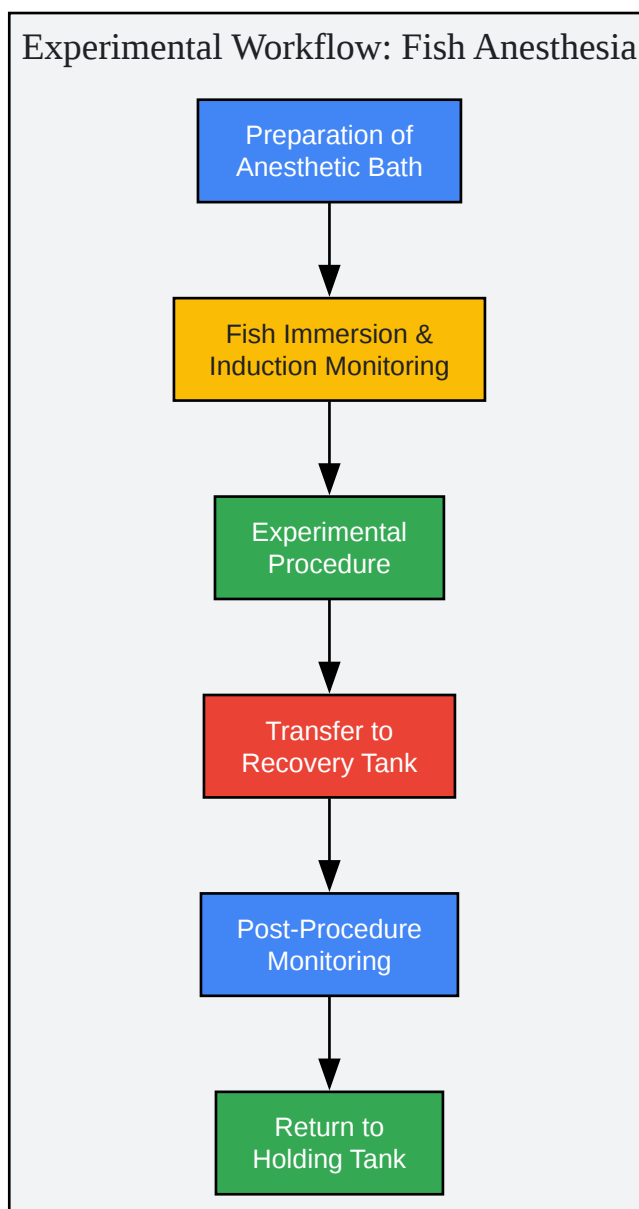 Experimental Workflow: Fish Anesthesia
Preparation of
Anesthetic Bath
Fish Immersion &
Induction Monitoring
Experimental
Procedure
Transfer to
Recovery Tank
Post-Procedure
Monitoring
Return to
Holding Tank